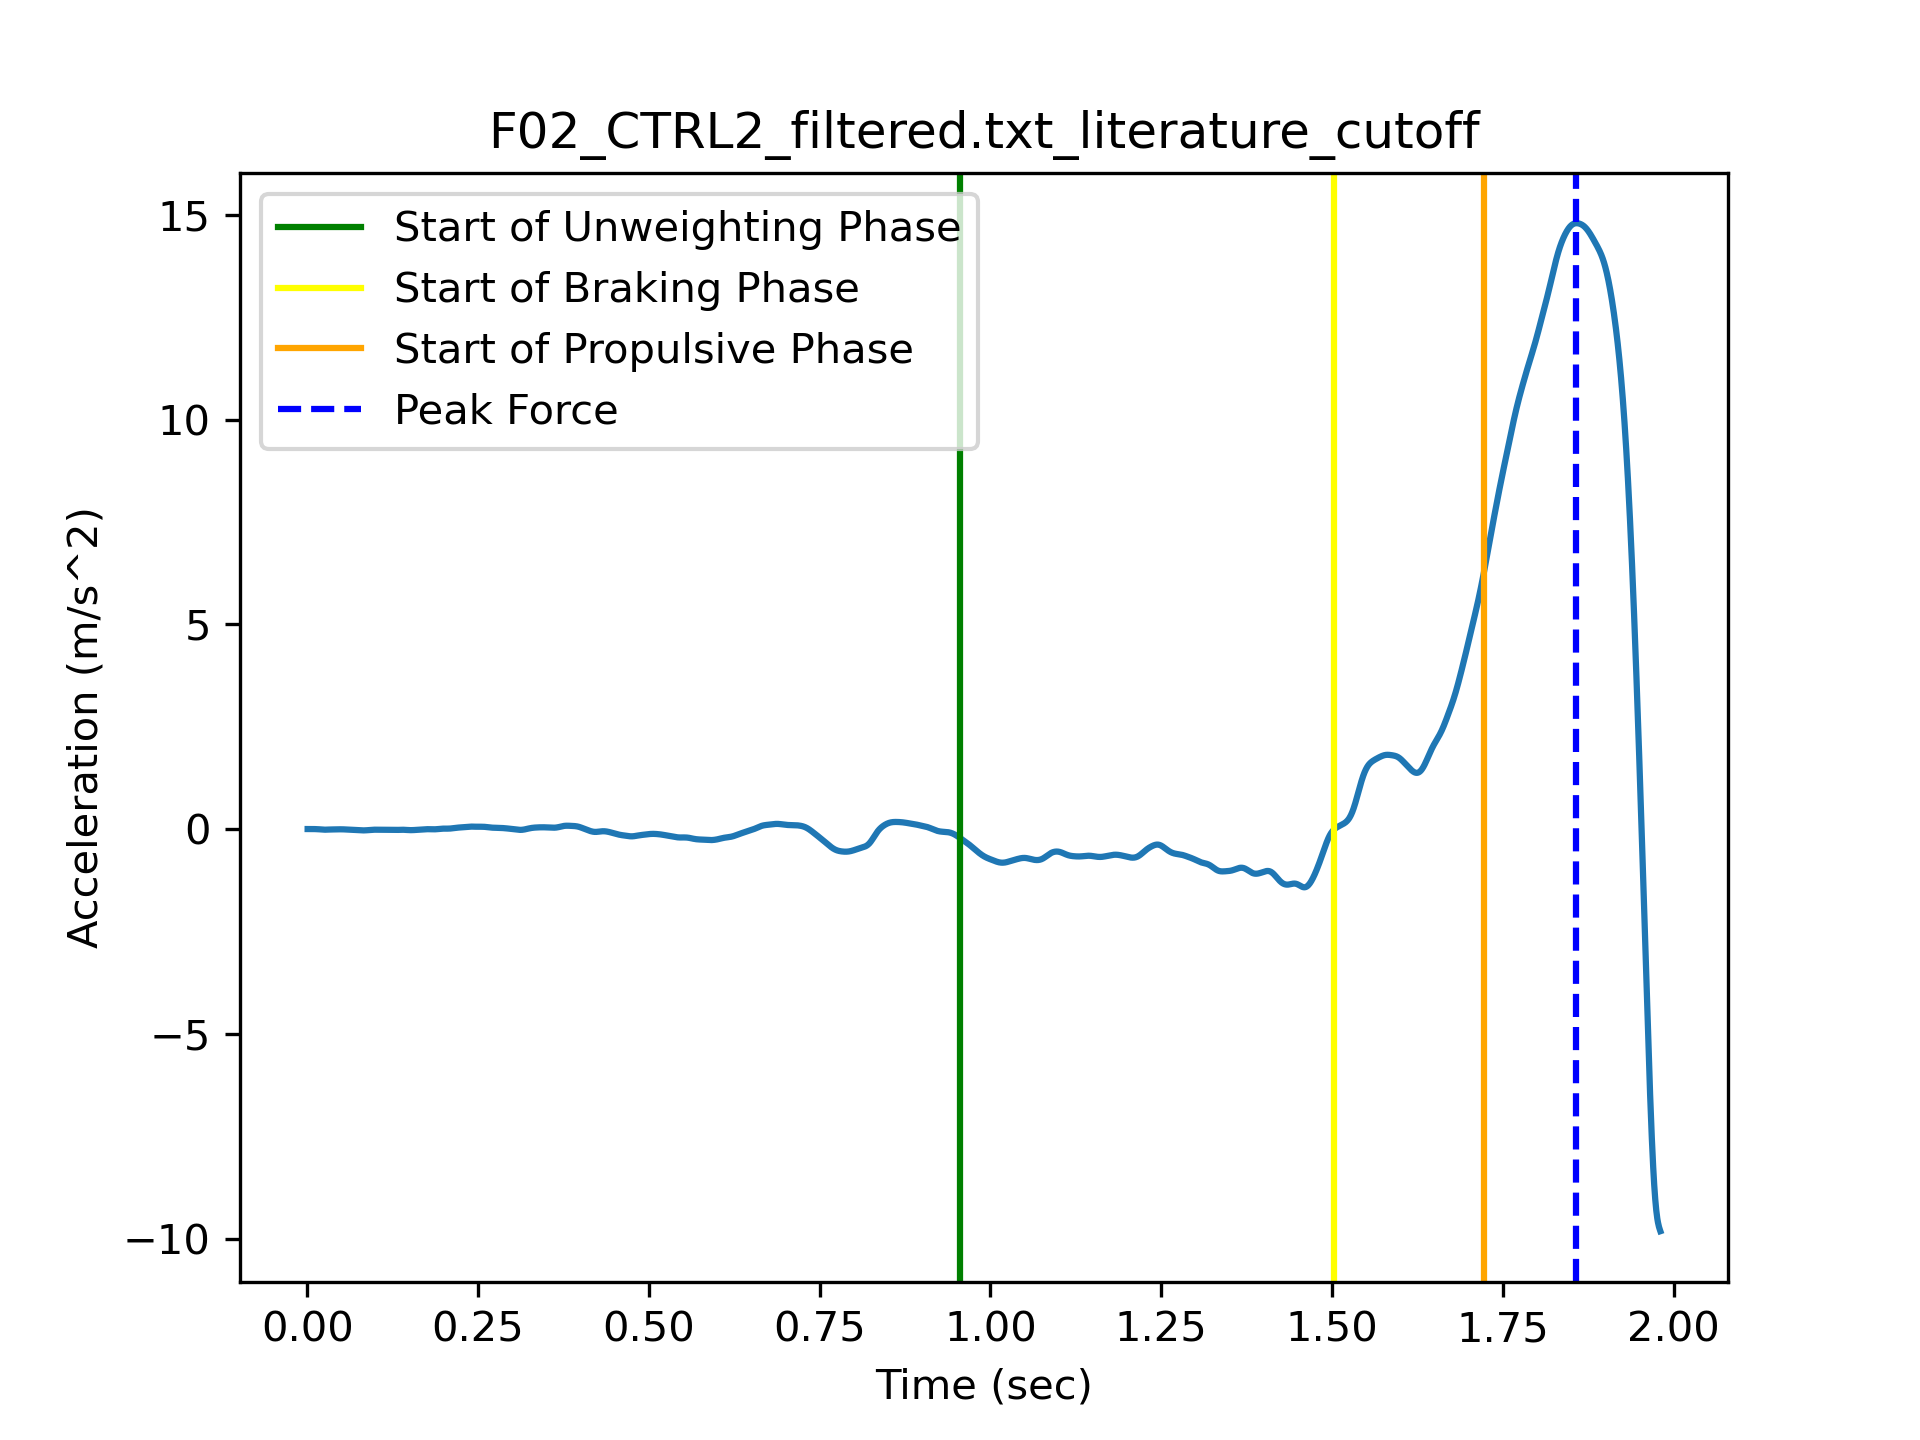 F02_CTRL2_filtered.txt_literature_cutoff
Start of Unweighting Phase
Start of Braking Phase
Start of Propulsive Phase
Peak Force
15
10
5
0
−5
−10
Acceleration (m/s^2)
0.00 0.25 0.50 0.75 1.00 1.25 1.50 1.75 2.00
Time (sec)